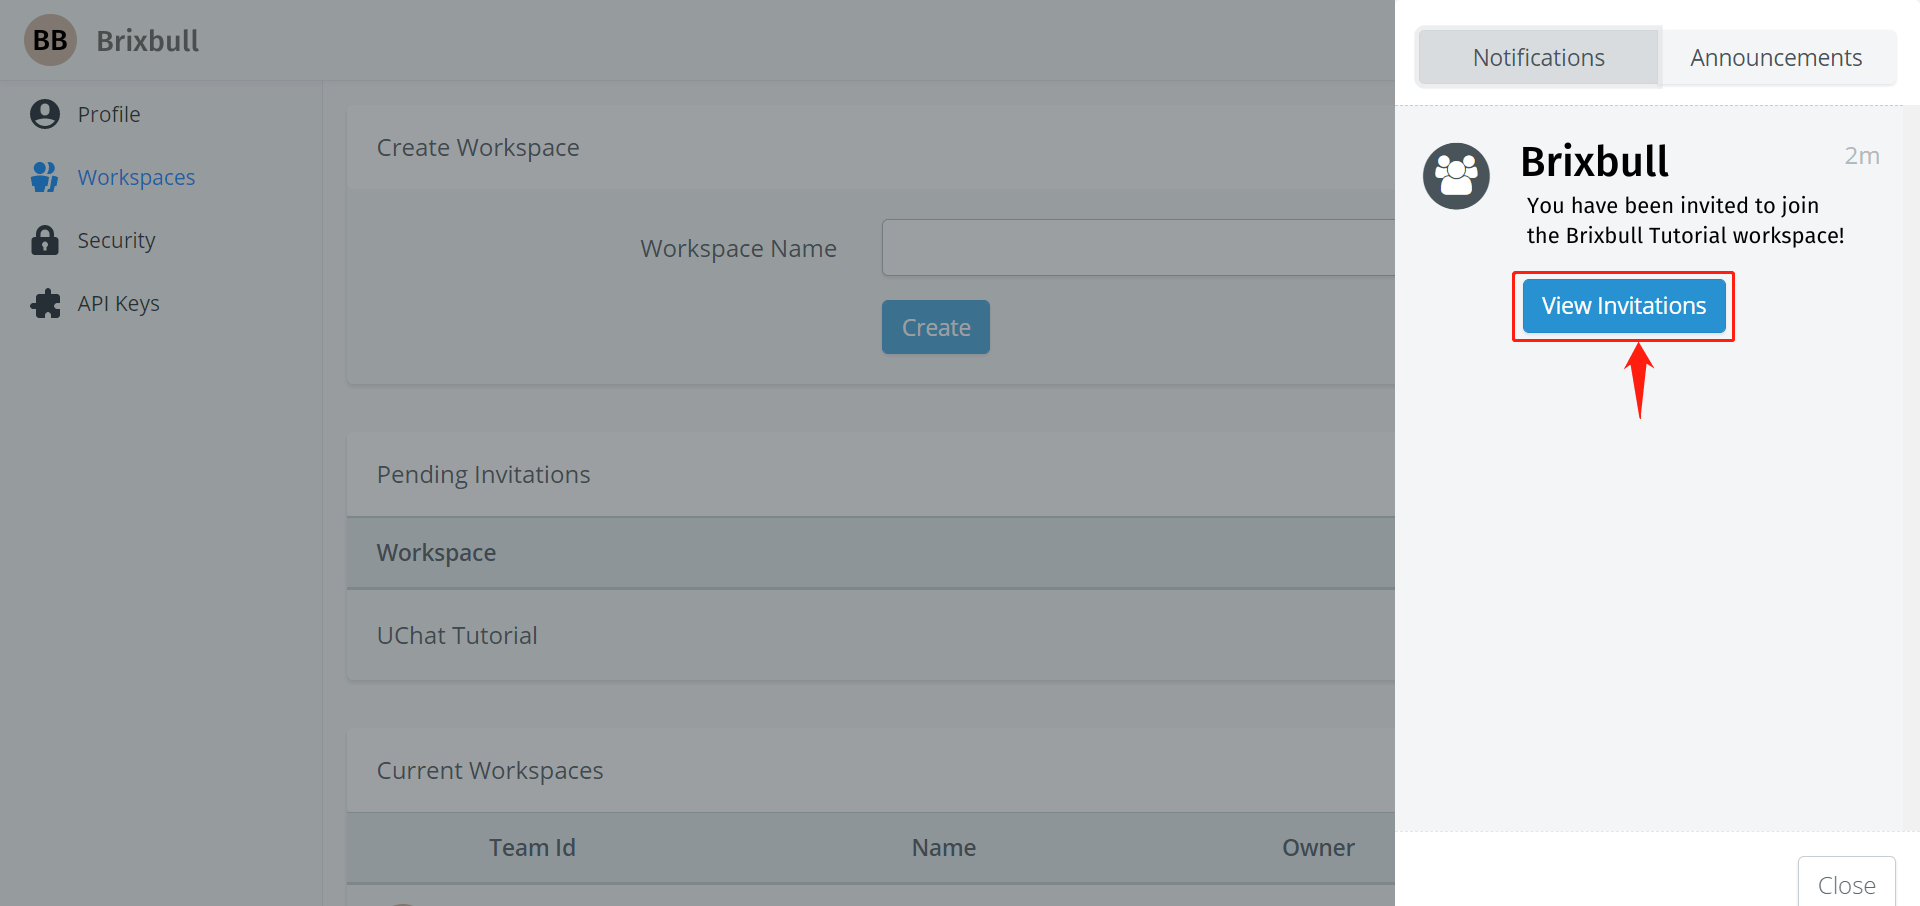 BB Brixbull
Profile
Workspaces
Security
API Keys
Create Workspace
Workspace Name
Create
Pending Invitations
Workspace
UChat Tutorial
Current Workspaces
Team Id Name Owner
Notifications Announcements
Brixbull 2m
You have been invited to join
the Brixbull Tutorial workspace!
View Invitations
Close